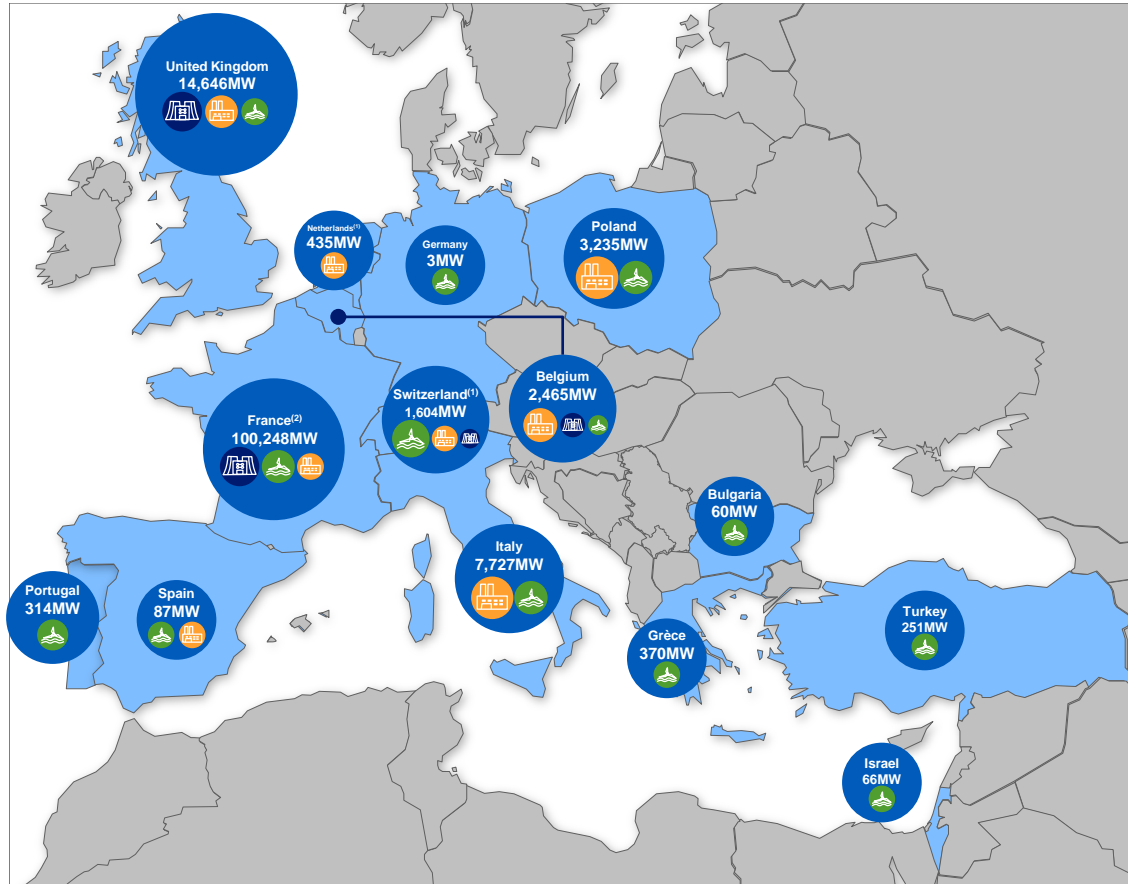 United Kingdom
14,646MW
Netherlands(1)
435MW
Germany
3MW
Poland
3,235MW
Belgium
2,465MW
Switzerland(1)
1,604MW
France(2)
100,248MW
Bulgaria
60MW
Italy
7,727MW
Portugal
314MW
Spain
87MW
Grèce
370MW
Turkey
251MW
Israel
66MW